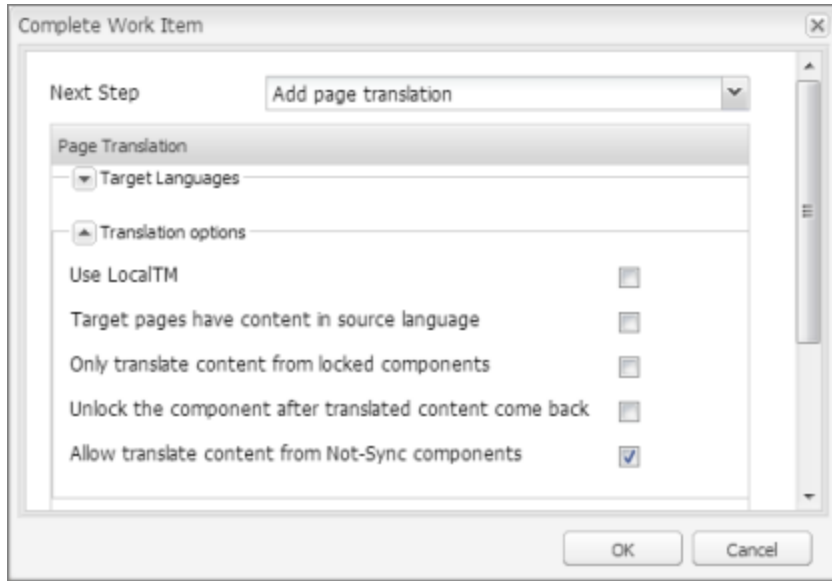 Complete Work Item
Next Step
Add page translation
Page Translation
Target Languages
Translation options
Use LocalTM
Target pages have content in source language
Only translate content from locked components
Unlock the component after translated content come back
Allow translate content from Not-Sync components
OK
Cancel